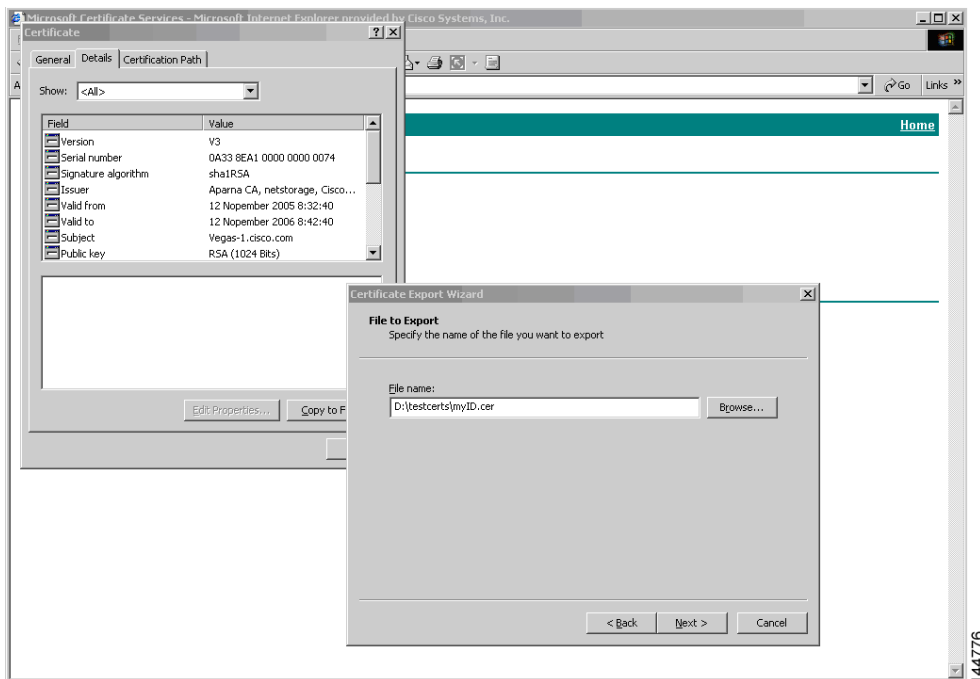 Microsoft Certificate Services - Microsoft Internet Explorer provided by Cisco Systems, Inc.
Certificate
General Details Certification Path
Show: <All>
Field Value
Version V3
Serial number 0A33 8EA1 0000 0000 0074
Signature algorithm sha1RSA
Issuer Aparna CA, netstorage, Cisco...
Valid from 12 Nopember 2005 8:32:40
Valid to 12 Nopember 2006 8:42:40
Subject Vegas-1.cisco.com
Public key RSA (1024 Bits)
Edit Properties...
Copy to F
Go Links »
Home
Certificate Export Wizard
File to Export
Specify the name of the file you want to export
File name:
D:\testcerts\myID.cer
Browse...
< Back Next > Cancel
144776